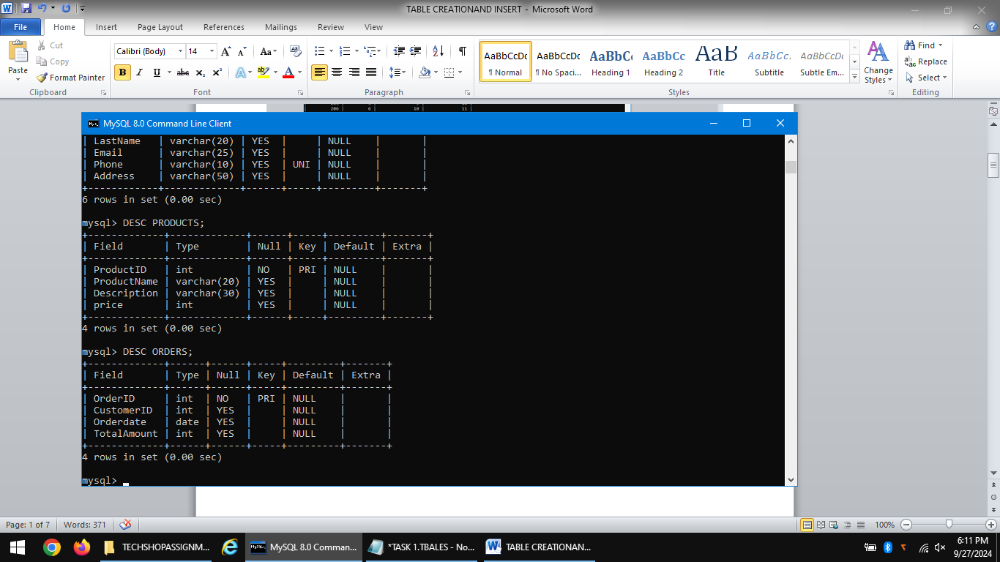 TABLE CREATIONAND INSERT - Microsoft Word
File Home Insert Page Layout References Mailings Review View
Paste
Cut
Copy
Format Painter
Clipboard
Calibri (Body) 14
Font
Paragraph
AaBbCcDc AaBbCcDc AaBbCc AaBbCc AaB AaBbCc. AaBbCcDc
¶ Normal ¶ No Spaci... Heading 1 Heading 2 Title Subtitle Subtle Em...
Change Styles
Styles
Find
Replace
Select
Editing
206 | 6 | 10 | 11 |
MySQL 8.0 Command Line Client
| LastName | varchar(20) | YES | | NULL | |
| Email | varchar(25) | YES | | NULL | |
| Phone | varchar(10) | YES | UNI | NULL | |
| Address | varchar(50) | YES | | NULL | |
+------------+-------------+------+-----+---------+-------+
6 rows in set (0.00 sec)
mysql> DESC PRODUCTS;
+-------------+-------------+------+-----+---------+-------+
| Field | Type | Null | Key | Default | Extra |
+-------------+-------------+------+-----+---------+-------+
| ProductID | int | NO | PRI | NULL | |
| ProductName | varchar(20) | YES | | NULL | |
| Description | varchar(30) | YES | | NULL | |
| price | int | YES | | NULL | |
+-------------+-------------+------+-----+---------+-------+
4 rows in set (0.00 sec)
mysql> DESC ORDERS;
+-------------+------+------+-----+---------+-------+
| Field | Type | Null | Key | Default | Extra |
+-------------+------+------+-----+---------+-------+
| OrderID | int | NO | PRI | NULL | |
| CustomerID | int | YES | | NULL | |
| Orderdate | date | YES | | NULL | |
| TotalAmount | int | YES | | NULL | |
+-------------+------+------+-----+---------+-------+
4 rows in set (0.00 sec)
mysql>
Page: 1 of 7 Words: 371 100%
TECHSHOPASSIGNM... MySQL 8.0 Comman... *TASK 1.TBALES - No... TABLE CREATIONAN...
6:11 PM
9/27/2024